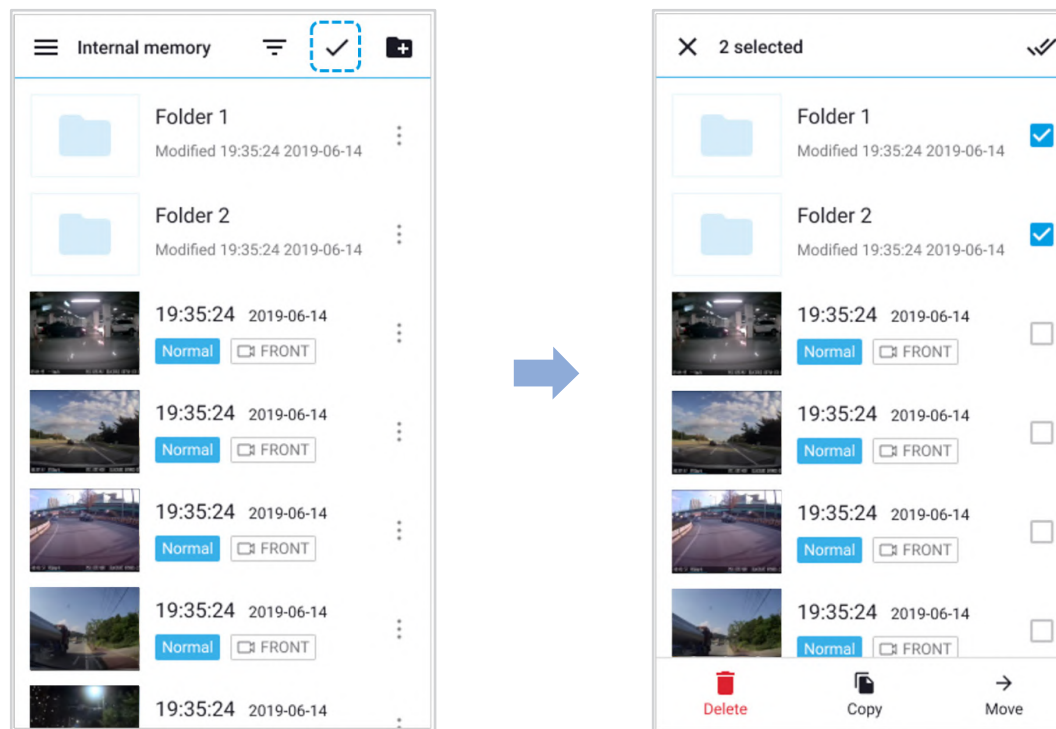 Internal memory
Folder 1
Modified 19:35:24 2019-06-14
Folder 2
Modified 19:35:24 2019-06-14
19:35:24 2019-06-14
Normal FRONT
19:35:24 2019-06-14
Normal FRONT
19:35:24 2019-06-14
Normal FRONT
19:35:24 2019-06-14
Normal FRONT
19:35:24 2019-06-14
2 selected
Folder 1
Modified 19:35:24 2019-06-14
Folder 2
Modified 19:35:24 2019-06-14
19:35:24 2019-06-14
Normal FRONT
19:35:24 2019-06-14
Normal FRONT
19:35:24 2019-06-14
Normal FRONT
19:35:24 2019-06-14
Normal FRONT
Delete Copy Move